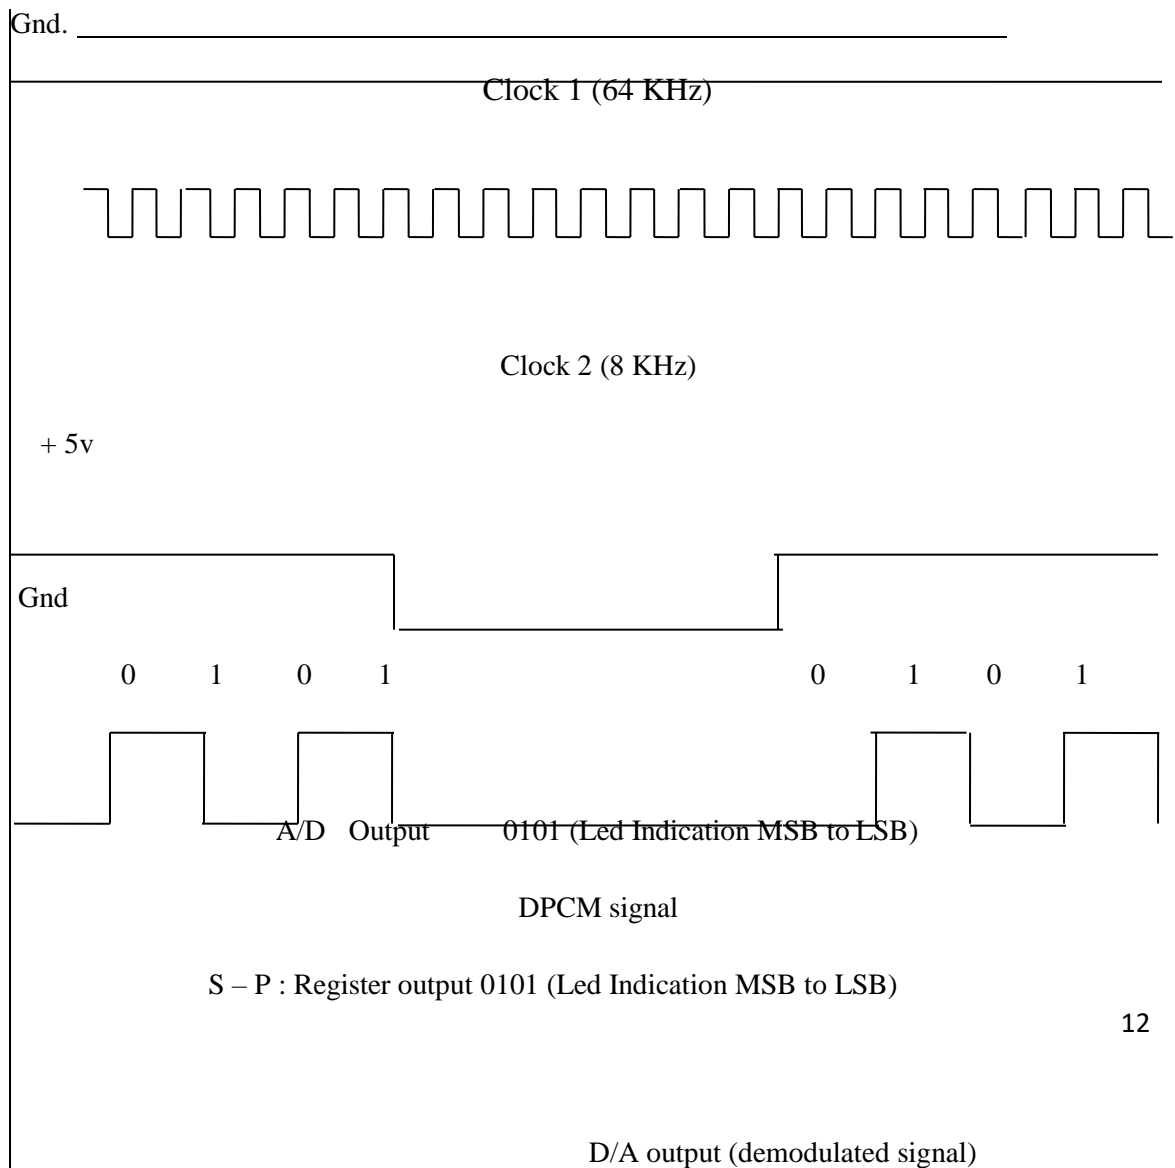 Gnd.
Clock 1 (64 KHz)
Clock 2 (8 KHz)
+ 5v
Gnd
0 1 0 1 0 1 0 1
A/D Output 0101 (Led Indication MSB to LSB)
DPCM signal
S – P : Register output 0101 (Led Indication MSB to LSB)
12
D/A output (demodulated signal)